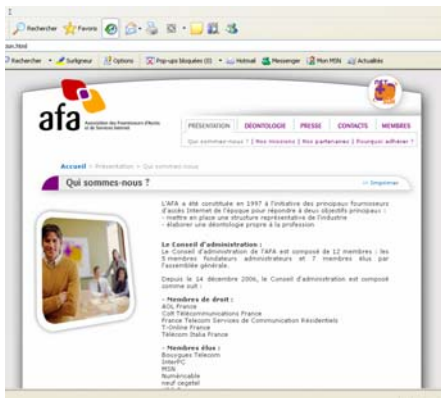 Rechercher Favoris
ion.html
Rechercher Surligneur Options Pop-ups bloquées (0) Hotmail Messenger Mon MSN Actualités
afa
Association des Fournisseurs d'Accès
et de Services Internet
PRÉSENTATION DÉONTOLOGIE PRESSE CONTACTS MEMBRES
Qui sommes-nous ? | Nos missions | Nos partenaires | Pourquoi adhérer ?
Accueil > Présentation > Qui sommes-nous
Qui sommes-nous ?
Imprimer
L'AFA a été constituée en 1997 à l'initiative des principaux fournisseurs
d'accès Internet de l'époque pour répondre à deux objectifs principaux :
- mettre en place une structure représentative de l'industrie
- élaborer une déontologie propre à la profession
Le Conseil d'administration :
Le Conseil d'administration de l'AFA est composé de 12 membres : les
5 membres fondateurs administrateurs et 7 membres élus par
l'assemblée générale.
Depuis le 14 décembre 2006, le Conseil d'administration est composé
comme suit :
- Membres de droit :
AOL France
Colt Télécommunications France
France Telecom Services de Communication Résidentiels
T-Online France
Telecom Italia France
- Membres élus :
Bouygues Telecom
InterPC
MSN
Numéricable
neuf cegetel